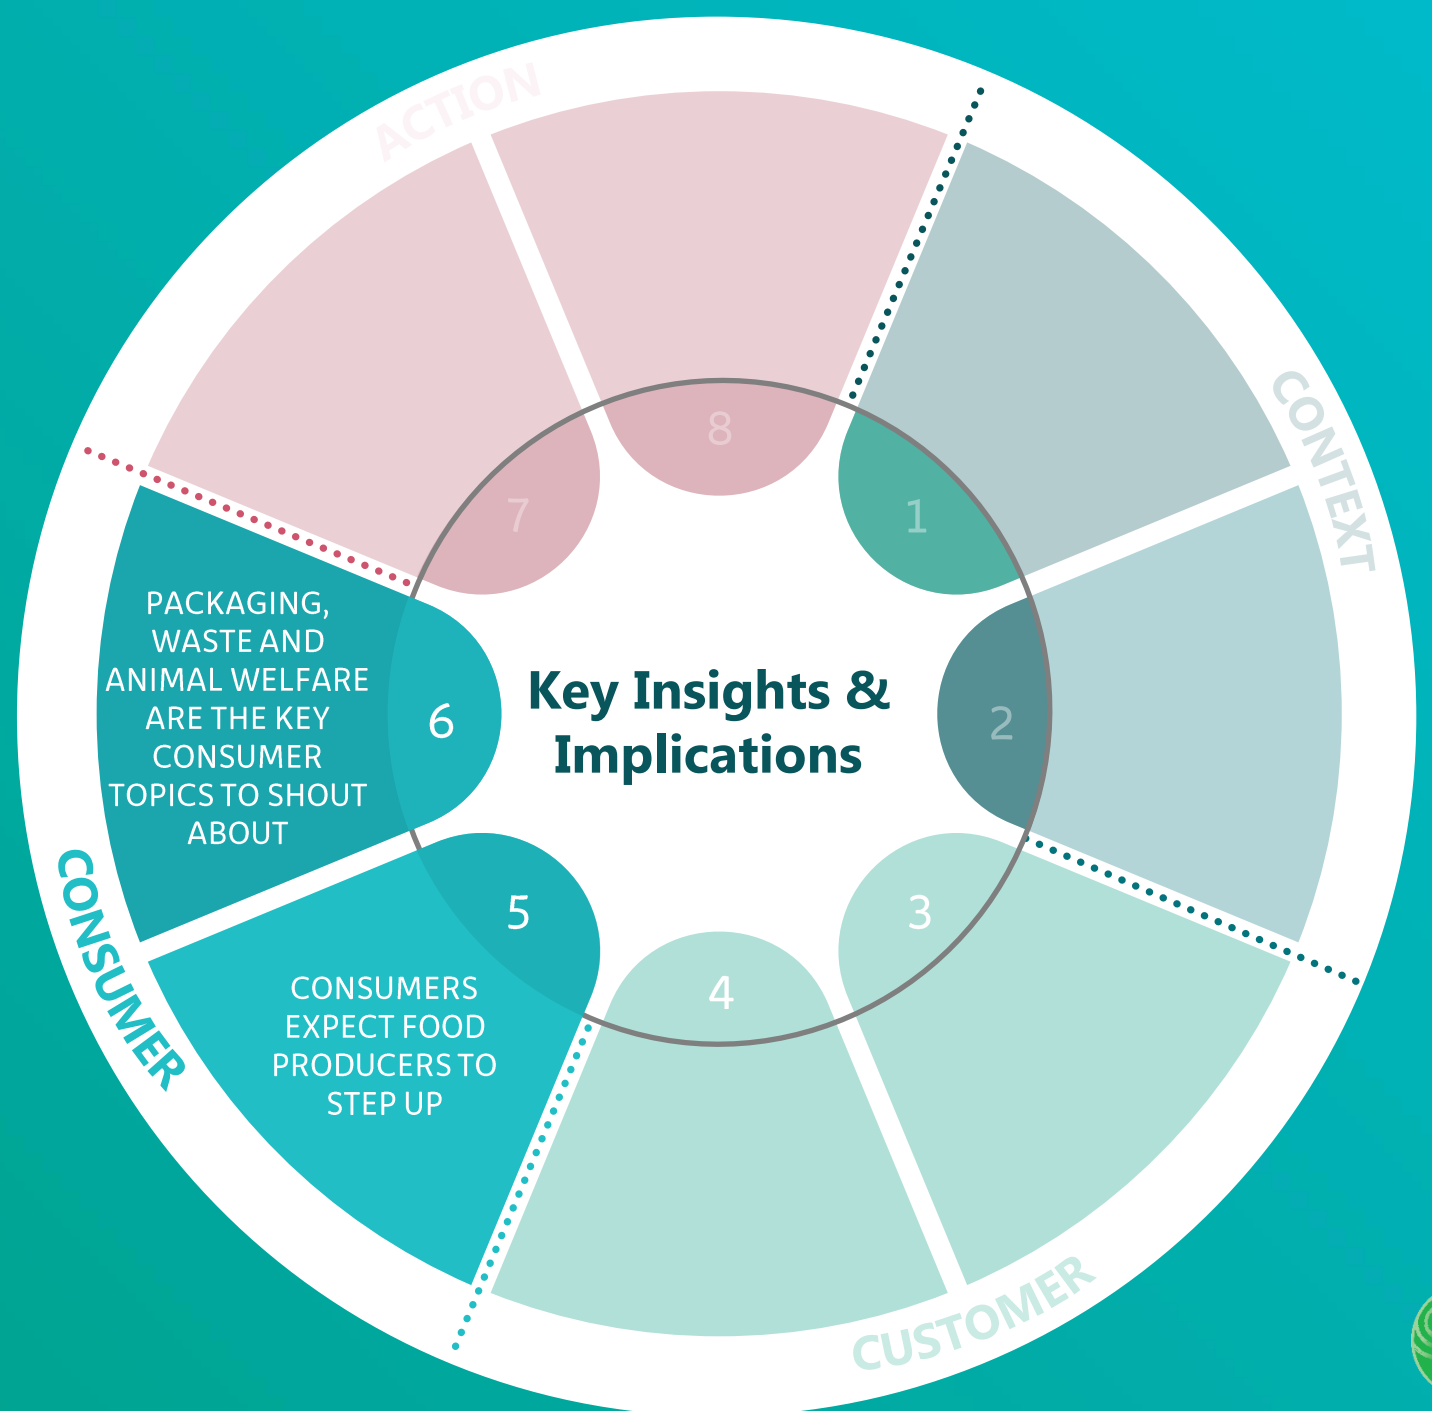 ACTION
CONTEXT
8
7
1
PACKAGING,
WASTE AND
ANIMAL WELFARE
ARE THE KEY
CONSUMER
TOPICS TO SHOUT
ABOUT
6
Key Insights &
Implications
2
CONSUMER
5
3
4
CONSUMERS
EXPECT FOOD
PRODUCERS TO
STEP UP
CUSTOMER